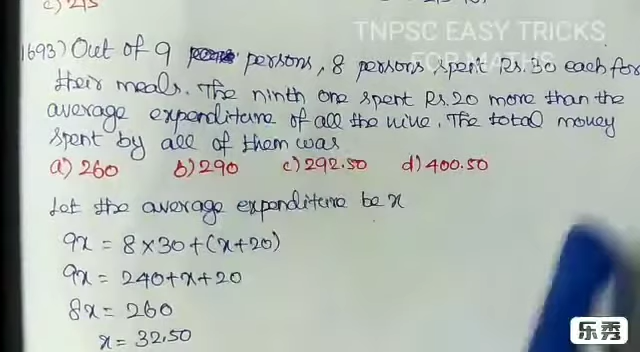 c) 215
TNPSC EASY TRICKS
FOR MATHS
1693) Out of 9 persons, 8 persons spent Rs.30 each for
their meals. The ninth one spent Rs.20 more than the
average expenditure of all the nine. The total money
spent by all of them was
a) 260 b) 290 c) 292.50 d) 400.50
Let the average expenditure be x
9x = 8×30+(x+20)
9x = 240+x+20
8x = 260
x = 32.50
乐秀